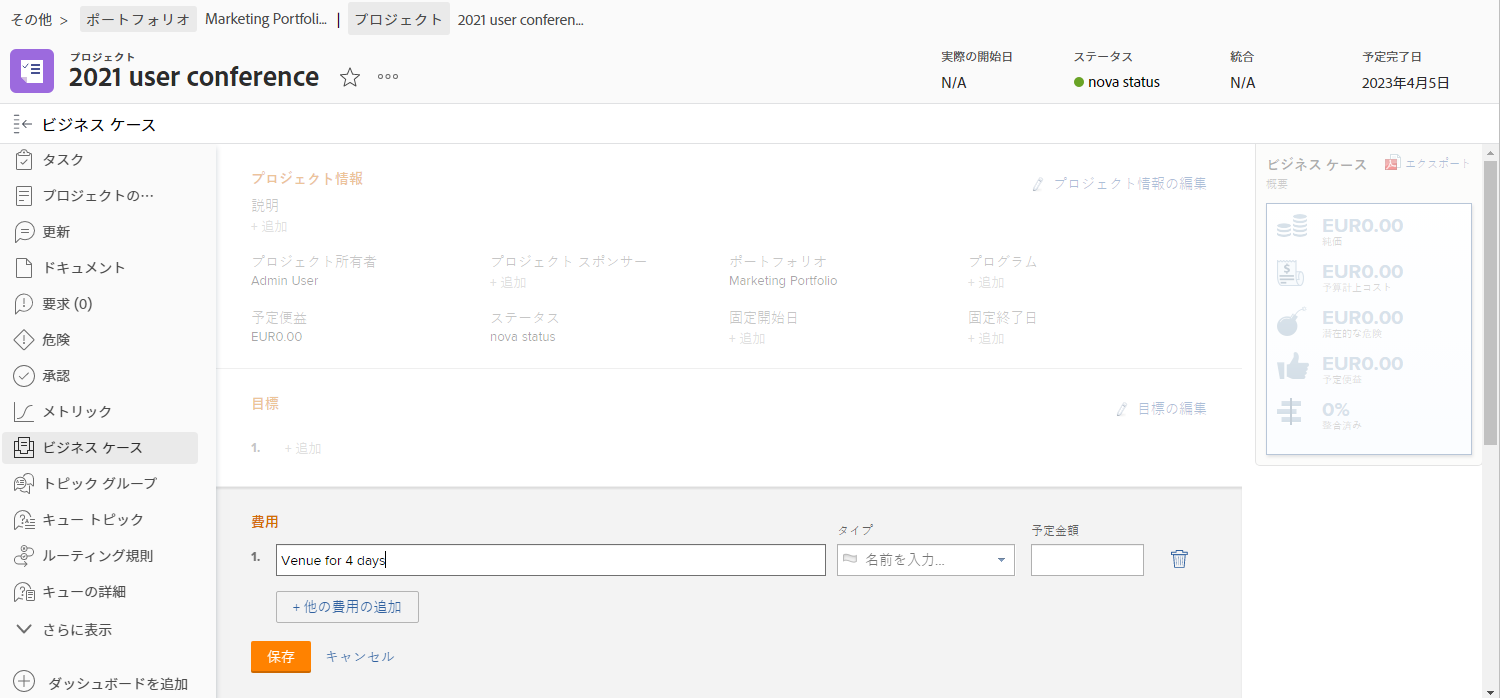 その他 > ポートフォリオ Marketing Portfoli... | プロジェクト 2021 user conferen...
プロジェクト
2021 user conference
実際の開始日 ステータス 統合 予定完了日
N/A nova status N/A 2023年4月5日
ビジネス ケース
タスク
プロジェクトの…
更新
ドキュメント
要求 (0)
危険
承認
メトリック
ビジネス ケース
トピック グループ
キュー トピック
ルーティング規則
キューの詳細
さらに表示
ダッシュボードを追加
プロジェクト情報
プロジェクト情報の編集
説明
+ 追加
プロジェクト所有者 プロジェクト スポンサー ポートフォリオ プログラム
Admin User + 追加 Marketing Portfolio + 追加
予定便益 ステータス 固定開始日 固定終了日
EUR0.00 nova status + 追加 + 追加
目標
目標の編集
1. + 追加
費用
タイプ 予定金額
1. Venue for 4 days 名前を入力...
+ 他の費用の追加
保存 キャンセル
ビジネス ケース エクスポート
概要
EUR0.00
純価
EUR0.00
予算計上コスト
EUR0.00
潜在的な危険
EUR0.00
予定便益
0%